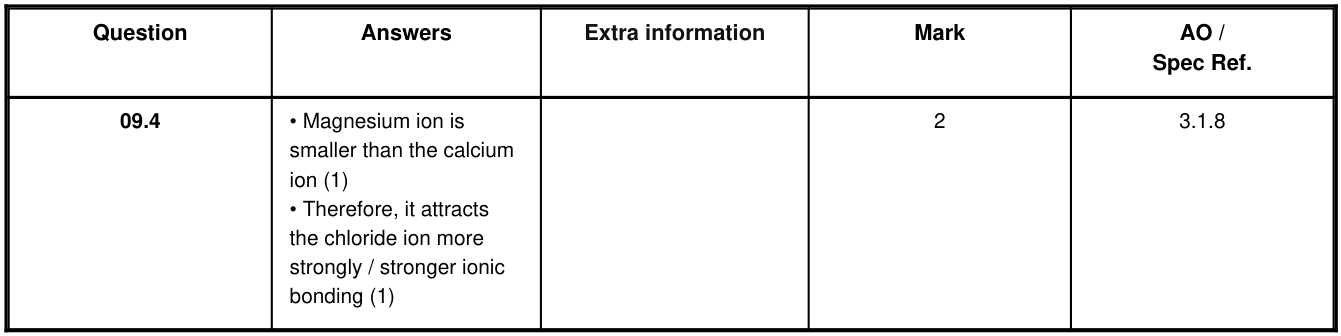 Question Answers Extra information Mark AO /
Spec Ref.
09.4 • Magnesium ion is 2 3.1.8
smaller than the calcium
ion (1)
• Therefore, it attracts
the chloride ion more
strongly / stronger ionic
bonding (1)